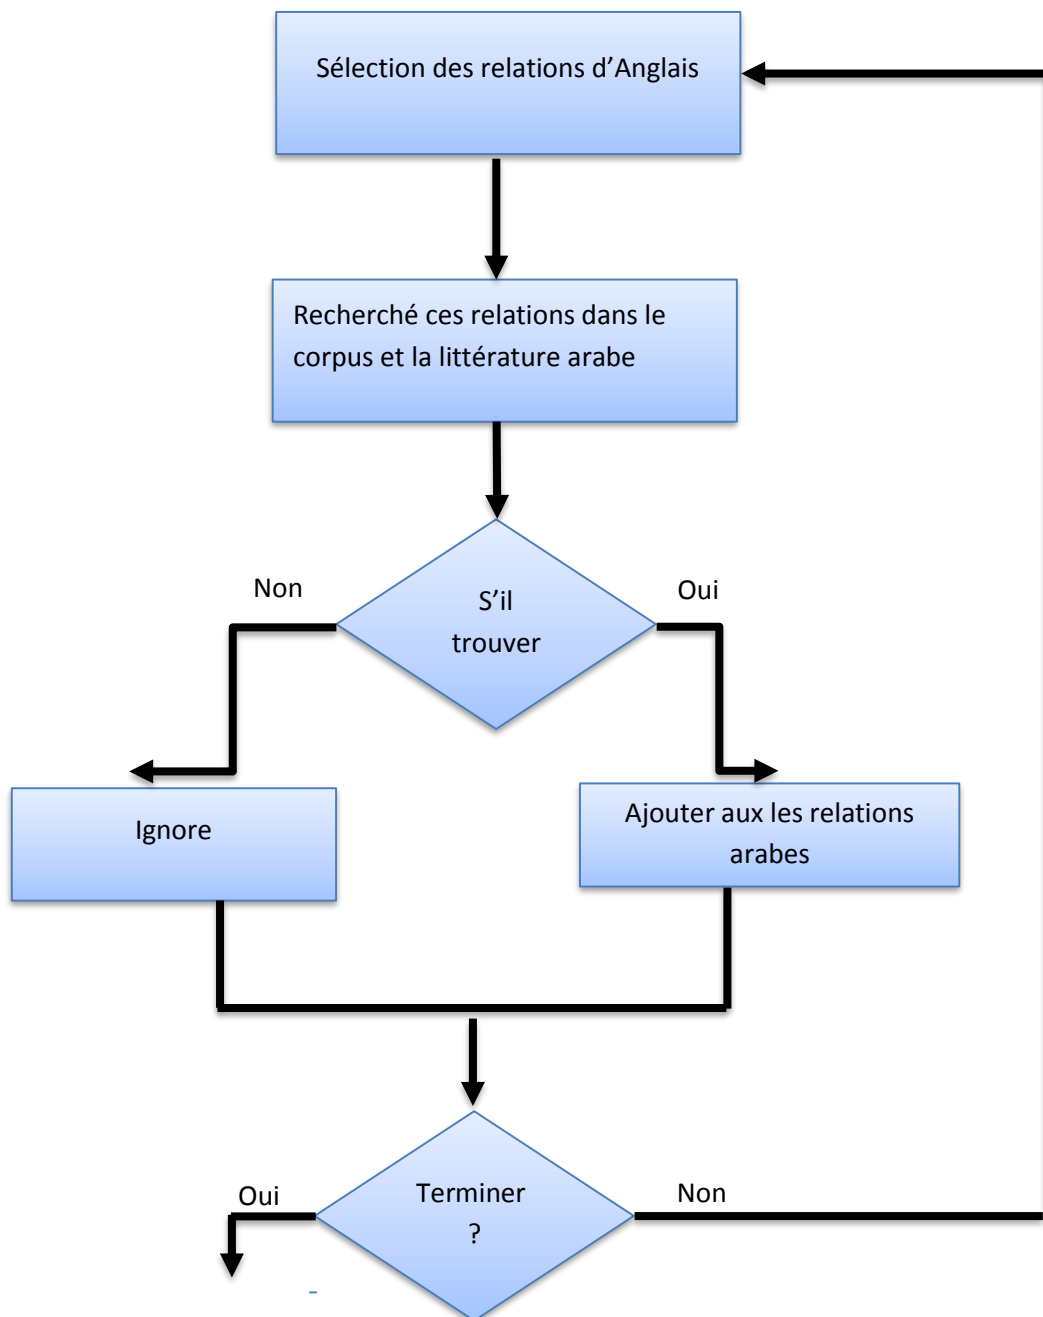 Sélection des relations d’Anglais
Recherché ces relations dans le
corpus et la littérature arabe
Non
S’il
trouver
Oui
Ignore
Ajouter aux les relations
arabes
Oui
Terminer
?
Non